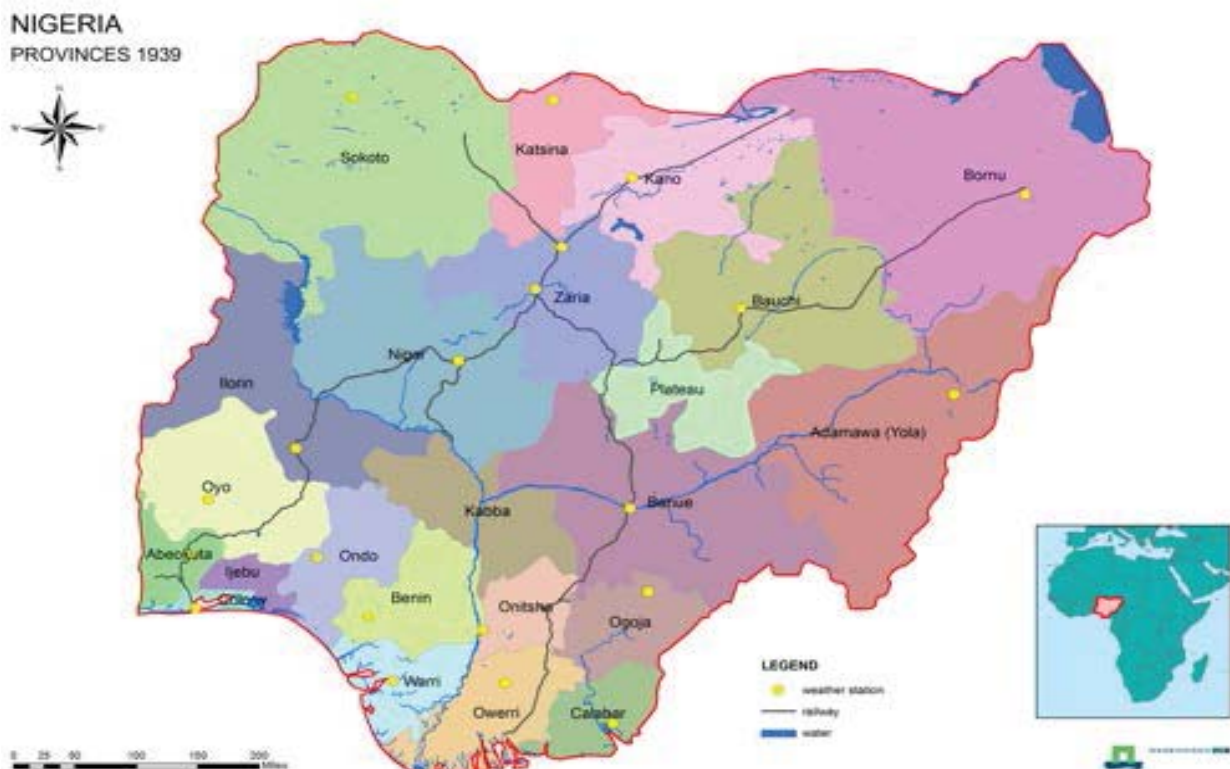 NIGERIA
PROVINCES 1939
Sokoto
Katsina
Kano
Bornu
Zaria
Bauchi
Niger
Ilorin
Plateau
Adamawa (Yola)
Oyo
Kabba
Benue
Abeokuta
Ijebu
Ondo
Colony
Benin
Onitsha
Ogoja
Warri
Owerri
Calabar
LEGEND
weather station
railway
water
0 25 50 100 150 200
Miles